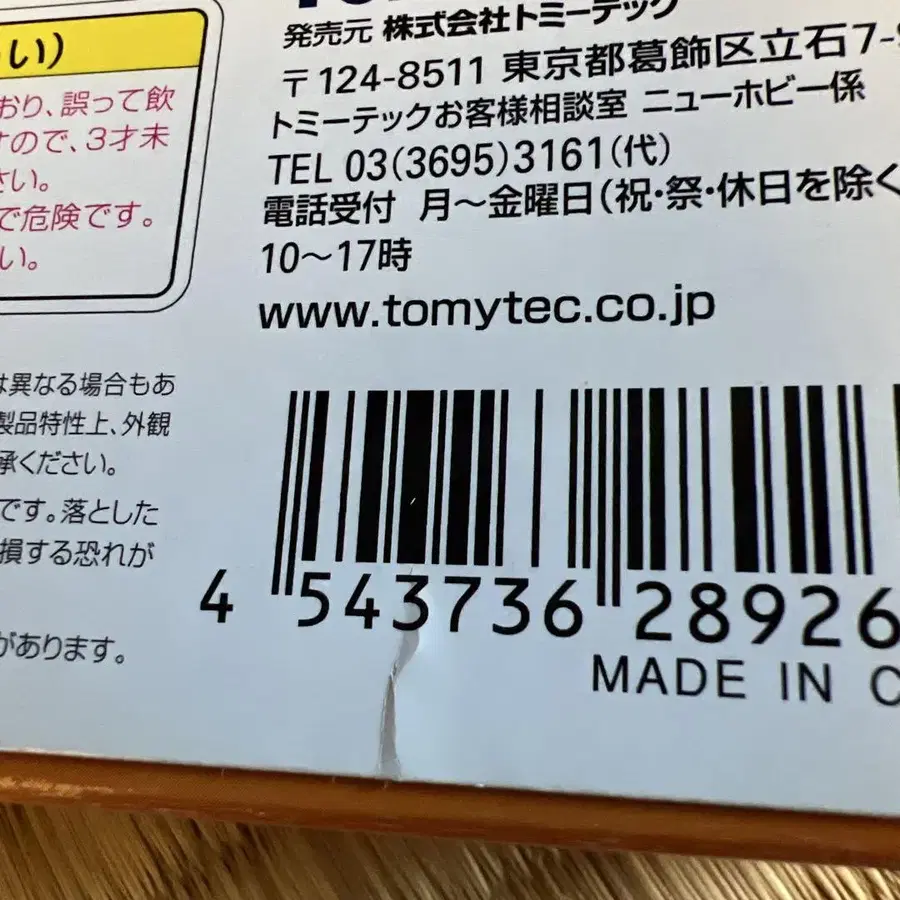 発売元 株式会社トミーテック
〒124-8511 東京都葛飾区立石7-9
トミーテックお客様相談室 ニューホビー係
TEL 03(3695)3161(代)
電話受付 月～金曜日(祝・祭・休日を除く
10～17時
www.tomytec.co.jp
い)
おり、誤って飲
ので、3才未
さい。
で危険です。
い。
は異なる場合もあ
製品特性上、外観
承ください。
です。落とした
損する恐れが
があります。
4 543736 28926
MADE IN C